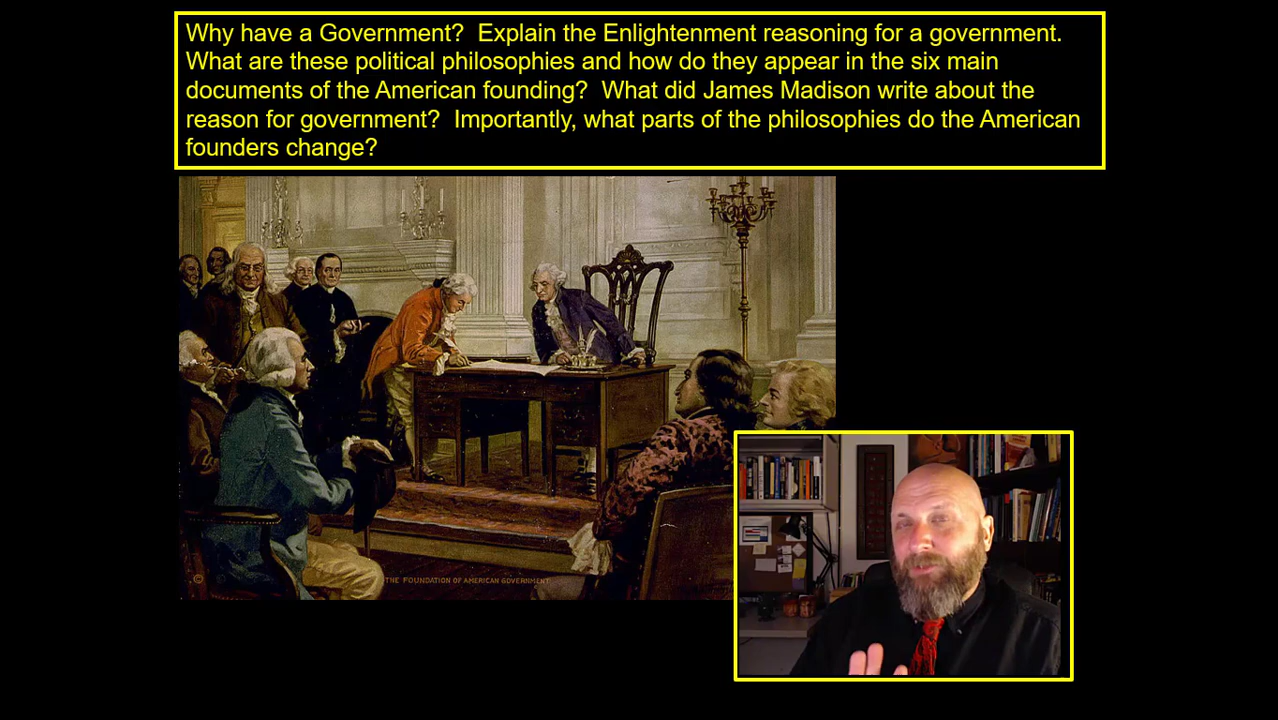 Why have a Government?  Explain the Enlightenment reasoning for a government.
What are these political philosophies and how do they appear in the six main
documents of the American founding?  What did James Madison write about the
reason for government?  Importantly, what parts of the philosophies do the American
founders change?
© THE FOUNDATION OF AMERICAN GOVERNMENT